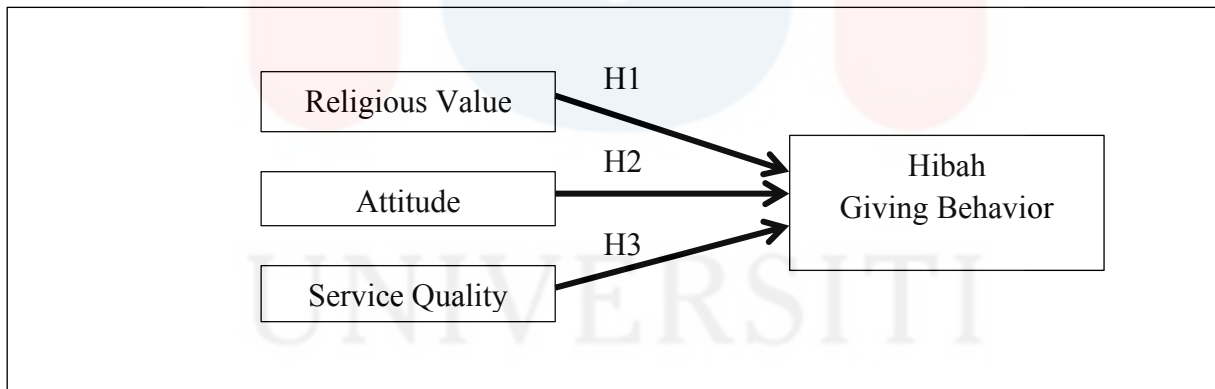 H1
Religious Value
H2
Hibah
Giving Behavior
Attitude
H3
Service Quality
UNIVERSITI